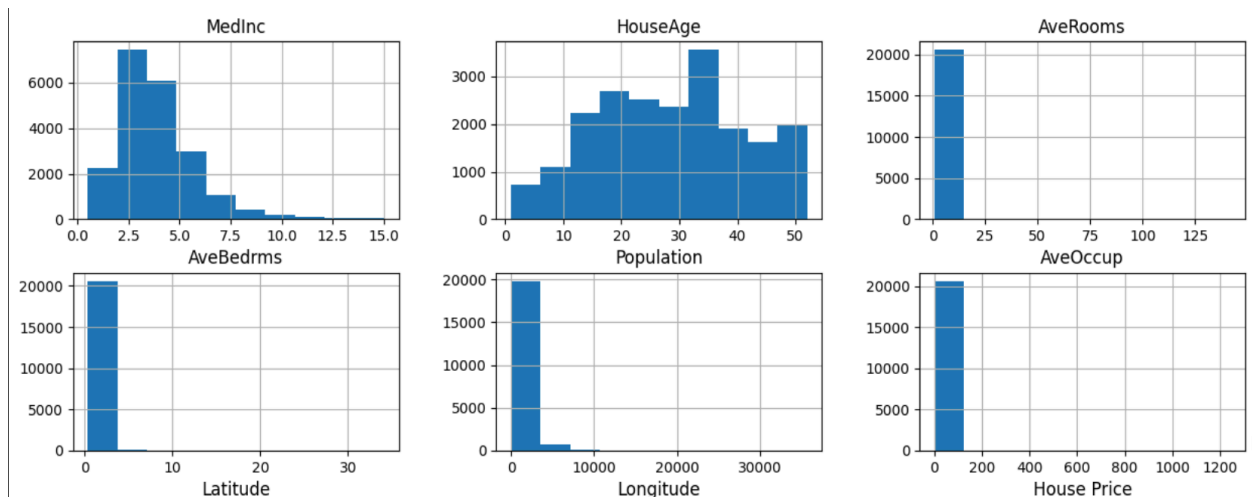 MedInc
6000
4000
2000
0
0.0 2.5 5.0 7.5 10.0 12.5 15.0
HouseAge
3000
2000
1000
0
0 10 20 30 40 50
AveRooms
20000
15000
10000
5000
0
0 25 50 75 100 125
AveBedrms
20000
15000
10000
5000
0
0 10 20 30
Population
20000
15000
10000
5000
0
0 10000 20000 30000
AveOccup
20000
15000
10000
5000
0
0 200 400 600 800 1000 1200
Latitude
Longitude
House Price